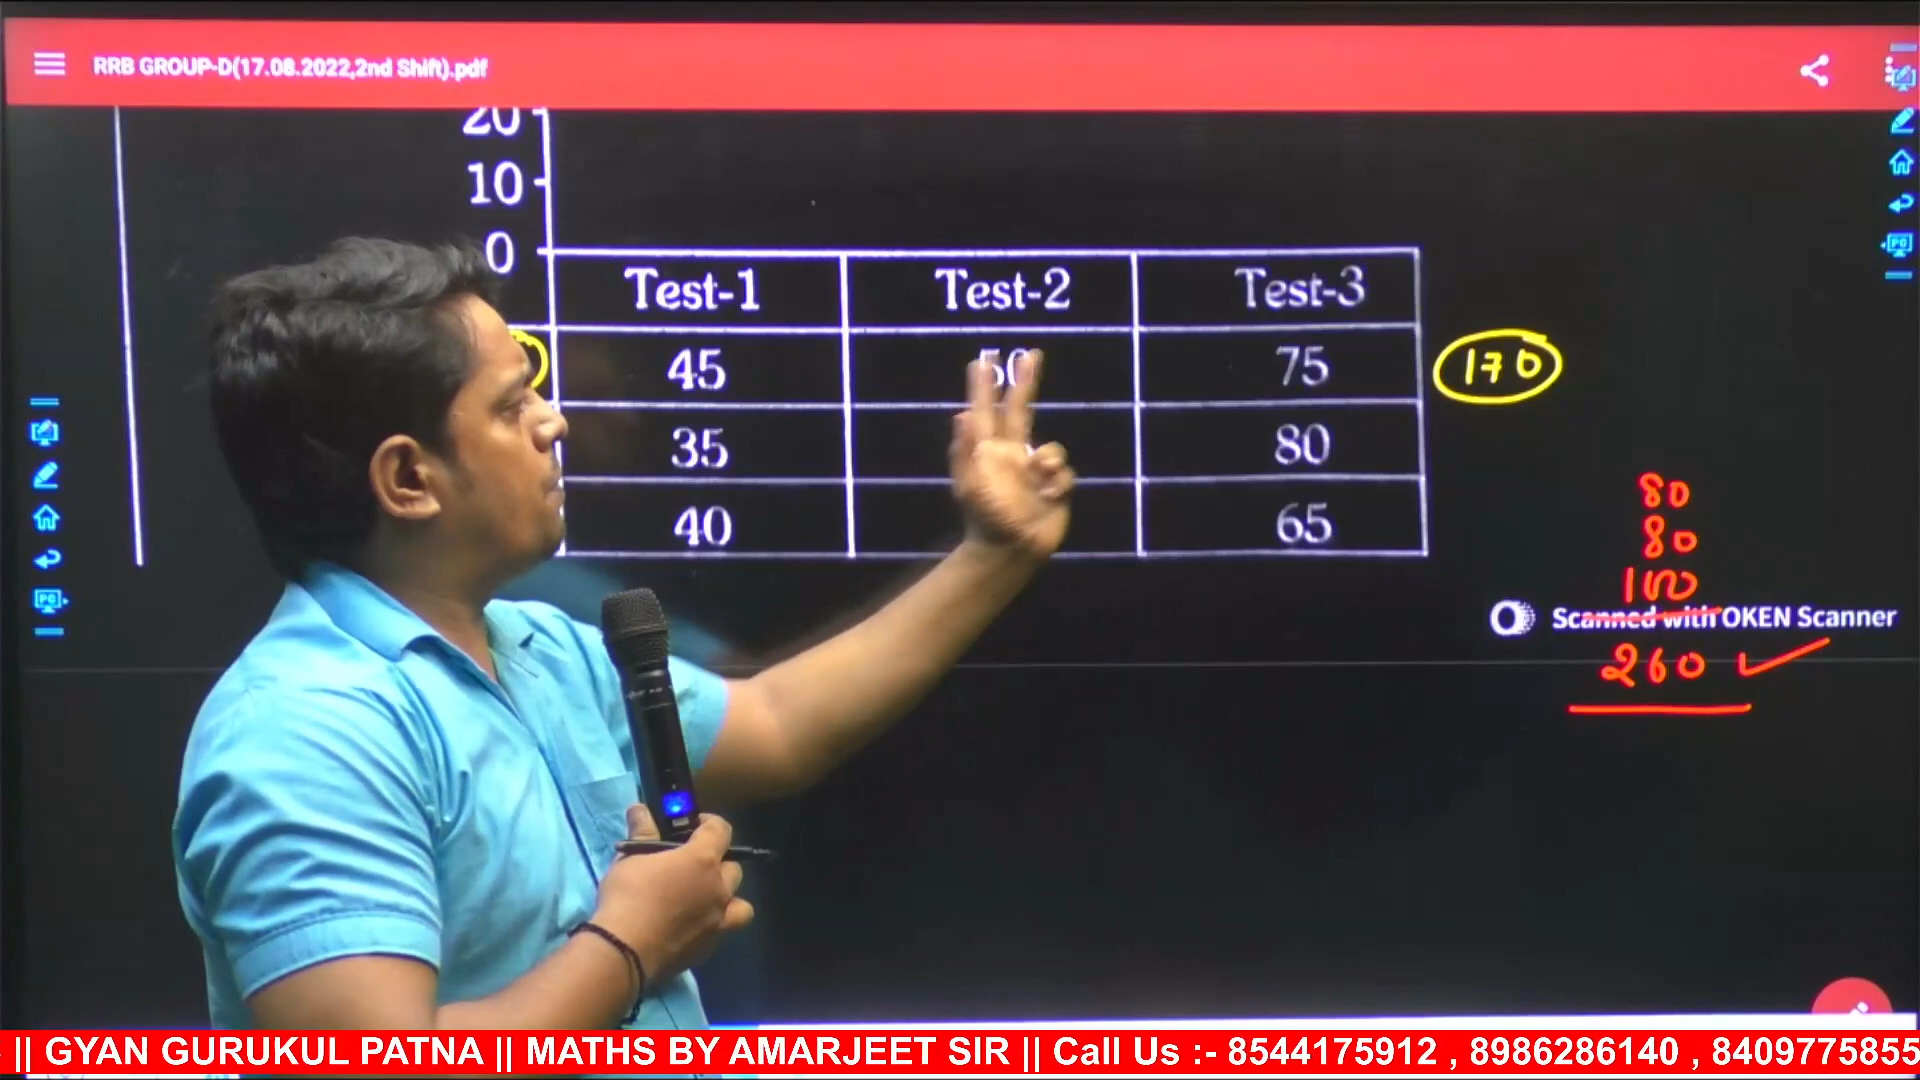 RRB GROUP-D(17.08.2022,2nd Shift).pdf
20
10
0
Test-1 Test-2 Test-3
45 50 75 170
35 80
40 65
80
80
100
Scanned with OKEN Scanner
260
|| GYAN GURUKUL PATNA || MATHS BY AMARJEET SIR || Call Us :- 8544175912 , 8986286140 , 8409775855